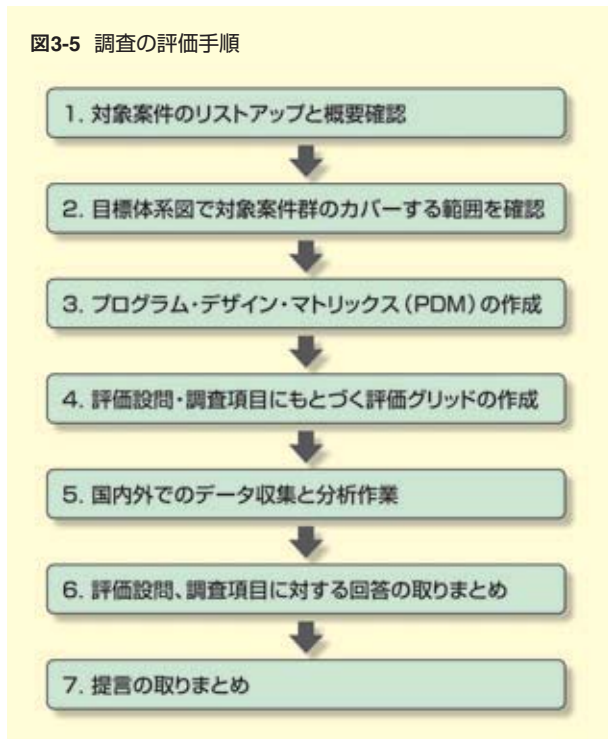 図3-5 調査の評価手順
1. 対象案件のリストアップと概要確認
2. 目標体系図で対象案件群のカバーする範囲を確認
3. プログラム・デザイン・マトリックス(PDM)の作成
4. 評価設問・調査項目にもとづく評価グリッドの作成
5. 国内外でのデータ収集と分析作業
6. 評価設問、調査項目に対する回答の取りまとめ
7. 提言の取りまとめ